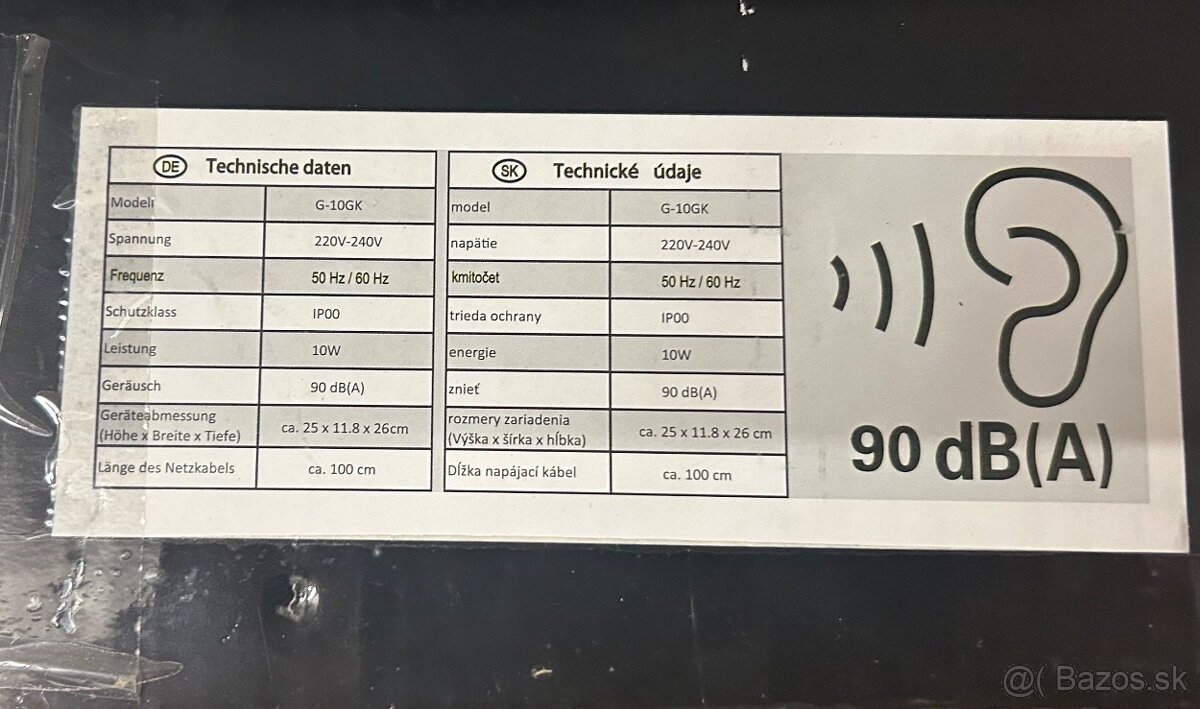 DE Technische daten
Modell G-10GK
Spannung 220V-240V
Frequenz 50 Hz / 60 Hz
Schutzklass IP00
Leistung 10W
Geräusch 90 dB(A)
Geräteabmessung
(Höhe x Breite x Tiefe) ca. 25 x 11.8 x 26cm
Länge des Netzkabels ca. 100 cm
SK Technické údaje
model G-10GK
napätie 220V-240V
kmitočet 50 Hz / 60 Hz
trieda ochrany IP00
energie 10W
znieť 90 dB(A)
rozmery zariadenia
(Výška x šírka x hĺbka) ca. 25 x 11.8 x 26 cm
Dĺžka napájací kábel ca. 100 cm
90 dB(A)
@( Bazos.sk